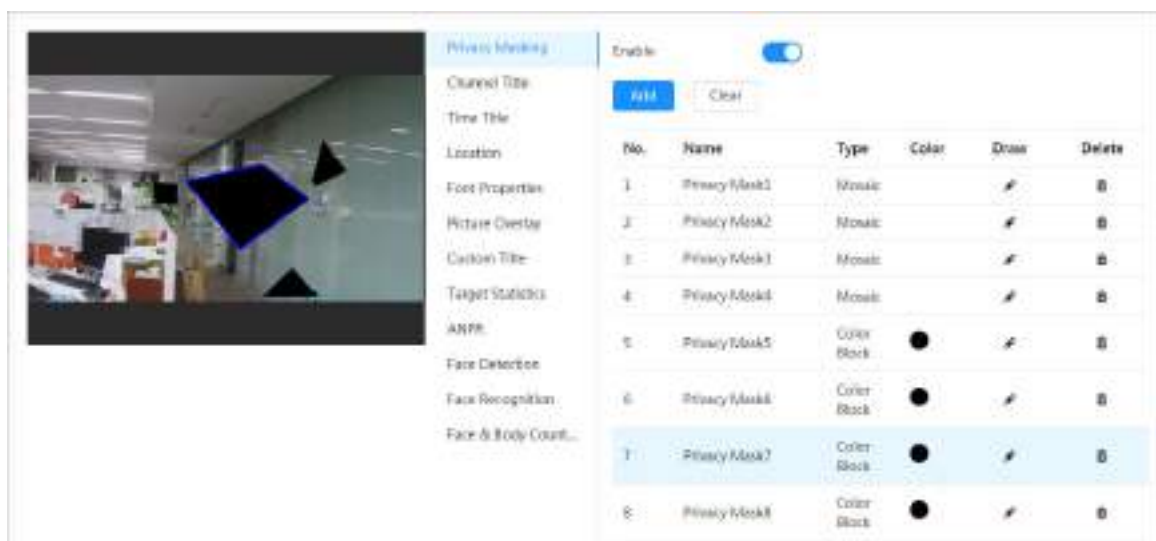 Privacy Masking
Channel Title
Time Title
Location
Font Properties
Picture Overlay
Custom Title
Target Statistics
ANPR
Face Detection
Face Recognition
Face & Body Count...
Enable
Add Clear
No. Name Type Color Draw Delete
1 Privacy Mask1 Mosaic
2 Privacy Mask2 Mosaic
3 Privacy Mask3 Mosaic
4 Privacy Mask4 Mosaic
5 Privacy Mask5 Color
Block
6 Privacy Mask6 Color
Block
7 Privacy Mask7 Color
Block
8 Privacy Mask8 Color
Block